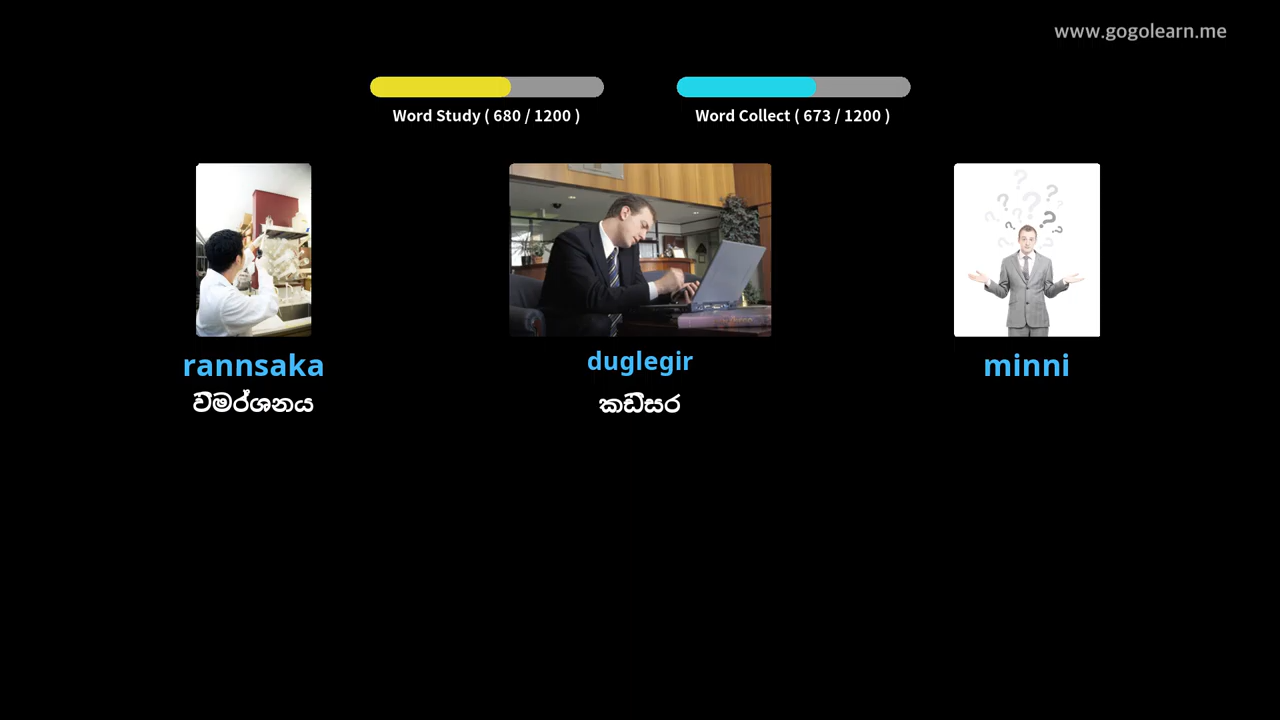 www.gogolearn.me
Word Study ( 680 / 1200 )
Word Collect ( 673 / 1200 )
rannsaka
විමර්ශනය
duglegir
කඩිසර
minni